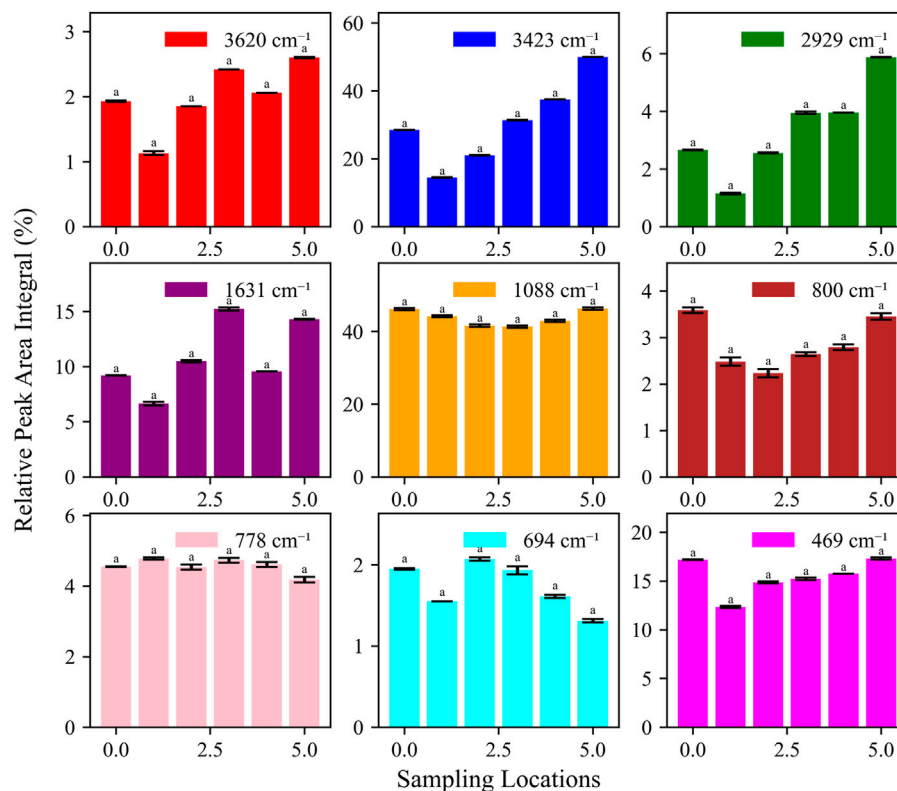 Relative Peak Area Integral (%)
3620 cm⁻¹
3
2
1
0
a a a a a a
0.0 2.5 5.0
3423 cm⁻¹
60
40
20
0
a a a a a a
0.0 2.5 5.0
2929 cm⁻¹
6
4
2
0
a a a a a a
0.0 2.5 5.0
1631 cm⁻¹
15
10
5
0
a a a a a a
0.0 2.5 5.0
1088 cm⁻¹
40
20
0
a a a a a a
0.0 2.5 5.0
800 cm⁻¹
4
3
2
1
0
a a a a a a
0.0 2.5 5.0
778 cm⁻¹
6
4
2
0
a a a a a a
0.0 2.5 5.0
694 cm⁻¹
2
1
0
a a a a a a
0.0 2.5 5.0
469 cm⁻¹
20
15
10
5
0
a a a a a a
0.0 2.5 5.0
Sampling Locations